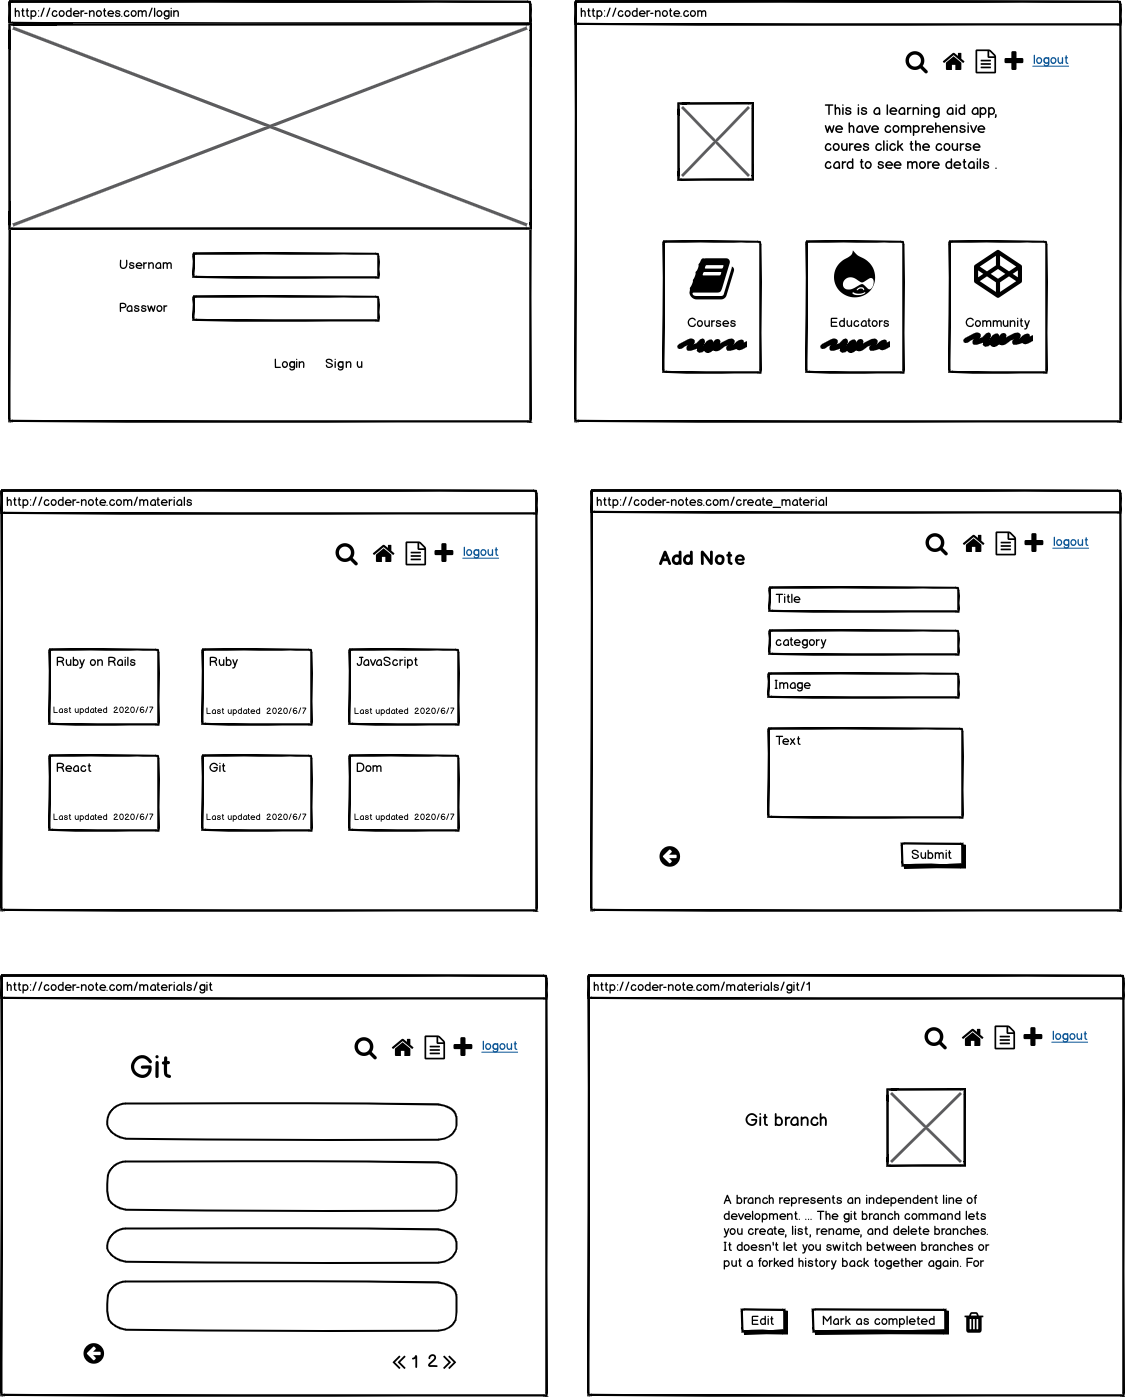 http://coder-notes.com/login
Usernam
Passwor
Login Sign u
http://coder-note.com
logout
This is a learning aid app,
we have comprehensive
coures click the course
card to see more details .
Courses
Educators
Community
http://coder-note.com/materials
logout
Ruby on Rails
Last updated 2020/6/7
Ruby
Last updated 2020/6/7
JavaScript
Last updated 2020/6/7
React
Last updated 2020/6/7
Git
Last updated 2020/6/7
Dom
Last updated 2020/6/7
http://coder-notes.com/create_material
logout
Add Note
Title
category
Image
Text
Submit
http://coder-note.com/materials/git
logout
Git
1 2
http://coder-note.com/materials/git/1
logout
Git branch
A branch represents an independent line of
development. ... The git branch command lets
you create, list, rename, and delete branches.
It doesn't let you switch between branches or
put a forked history back together again. For
Edit
Mark as completed